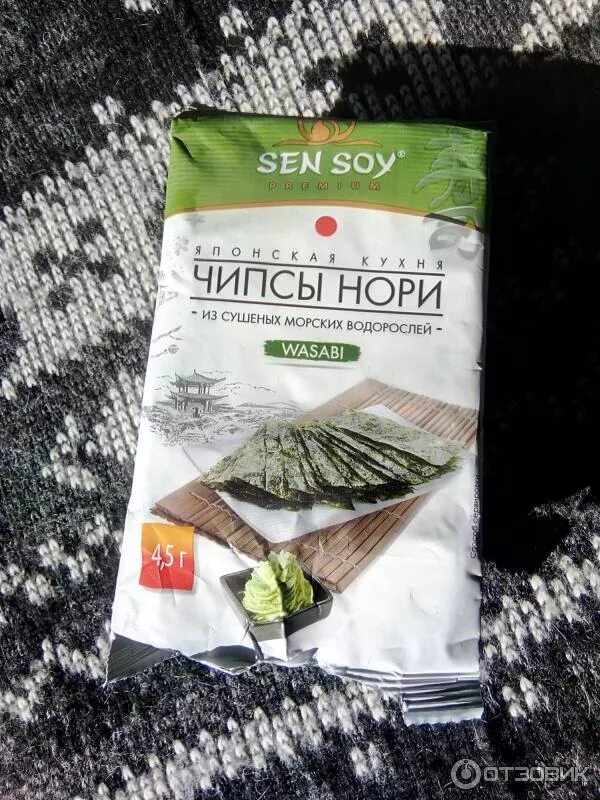 SEN SOY®
PREMIUM
ЯПОНСКАЯ КУХНЯ
ЧИПСЫ НОРИ
- ИЗ СУШЕНЫХ МОРСКИХ ВОДОРОСЛЕЙ -
WASABI
4,5 г
ОТЗОВИК